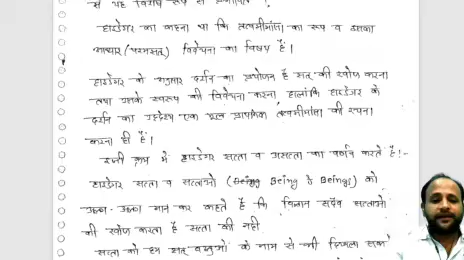 से यह विशेष रूप से प्रभावित
हाइडेगर का कहना था कि तत्वमीमांसा का रूप व उसका
आधार (परमसत्) विवेचना का विषय है।
हाइडेगर के अनुसार दर्शन का प्रयोजन है सत् की खोज करना
तथा उसके स्वरूप की विवेचना करना हालांकि हाइडेगर के
दर्शन का उद्देश्य एक प्राथमिक तत्वमीमांसा की रचना
करना ही है।
इसी क्रम में हाइडेगर सत्ता व असत्ता का वर्णन करते हैं!-
हाइडेगर सत्ता व सत्ताओं (Being & Beings) को
अलग-अलग मान कर कहते हैं कि विज्ञान सदैव सत्ताओं
की खोज करता है सत्ता की नही
सत्ता को हम सत् वस्तुओं के नाम से भी